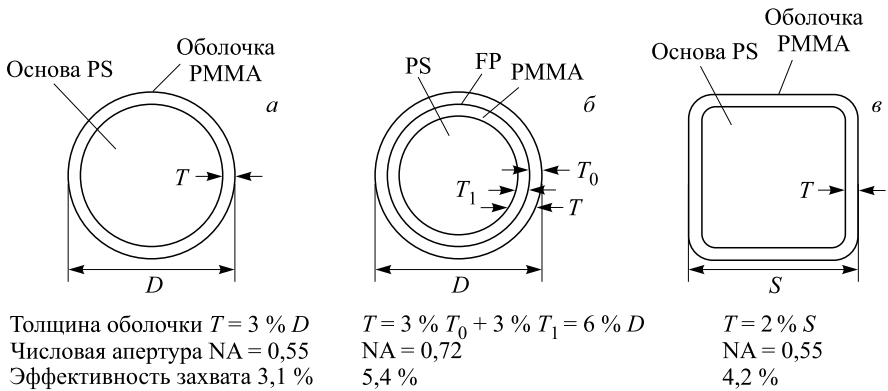 Основа PS
Оболочка
PMMA
а
T
D
Толщина оболочки T = 3 % D
Числовая апертура NA = 0,55
Эффективность захвата 3,1 %
PS
FP
PMMA
б
T0
T1
T
D
T = 3 % T0 + 3 % T1 = 6 % D
NA = 0,72
5,4 %
Основа PS
Оболочка
PMMA
в
T
S
T = 2 % S
NA = 0,55
4,2 %